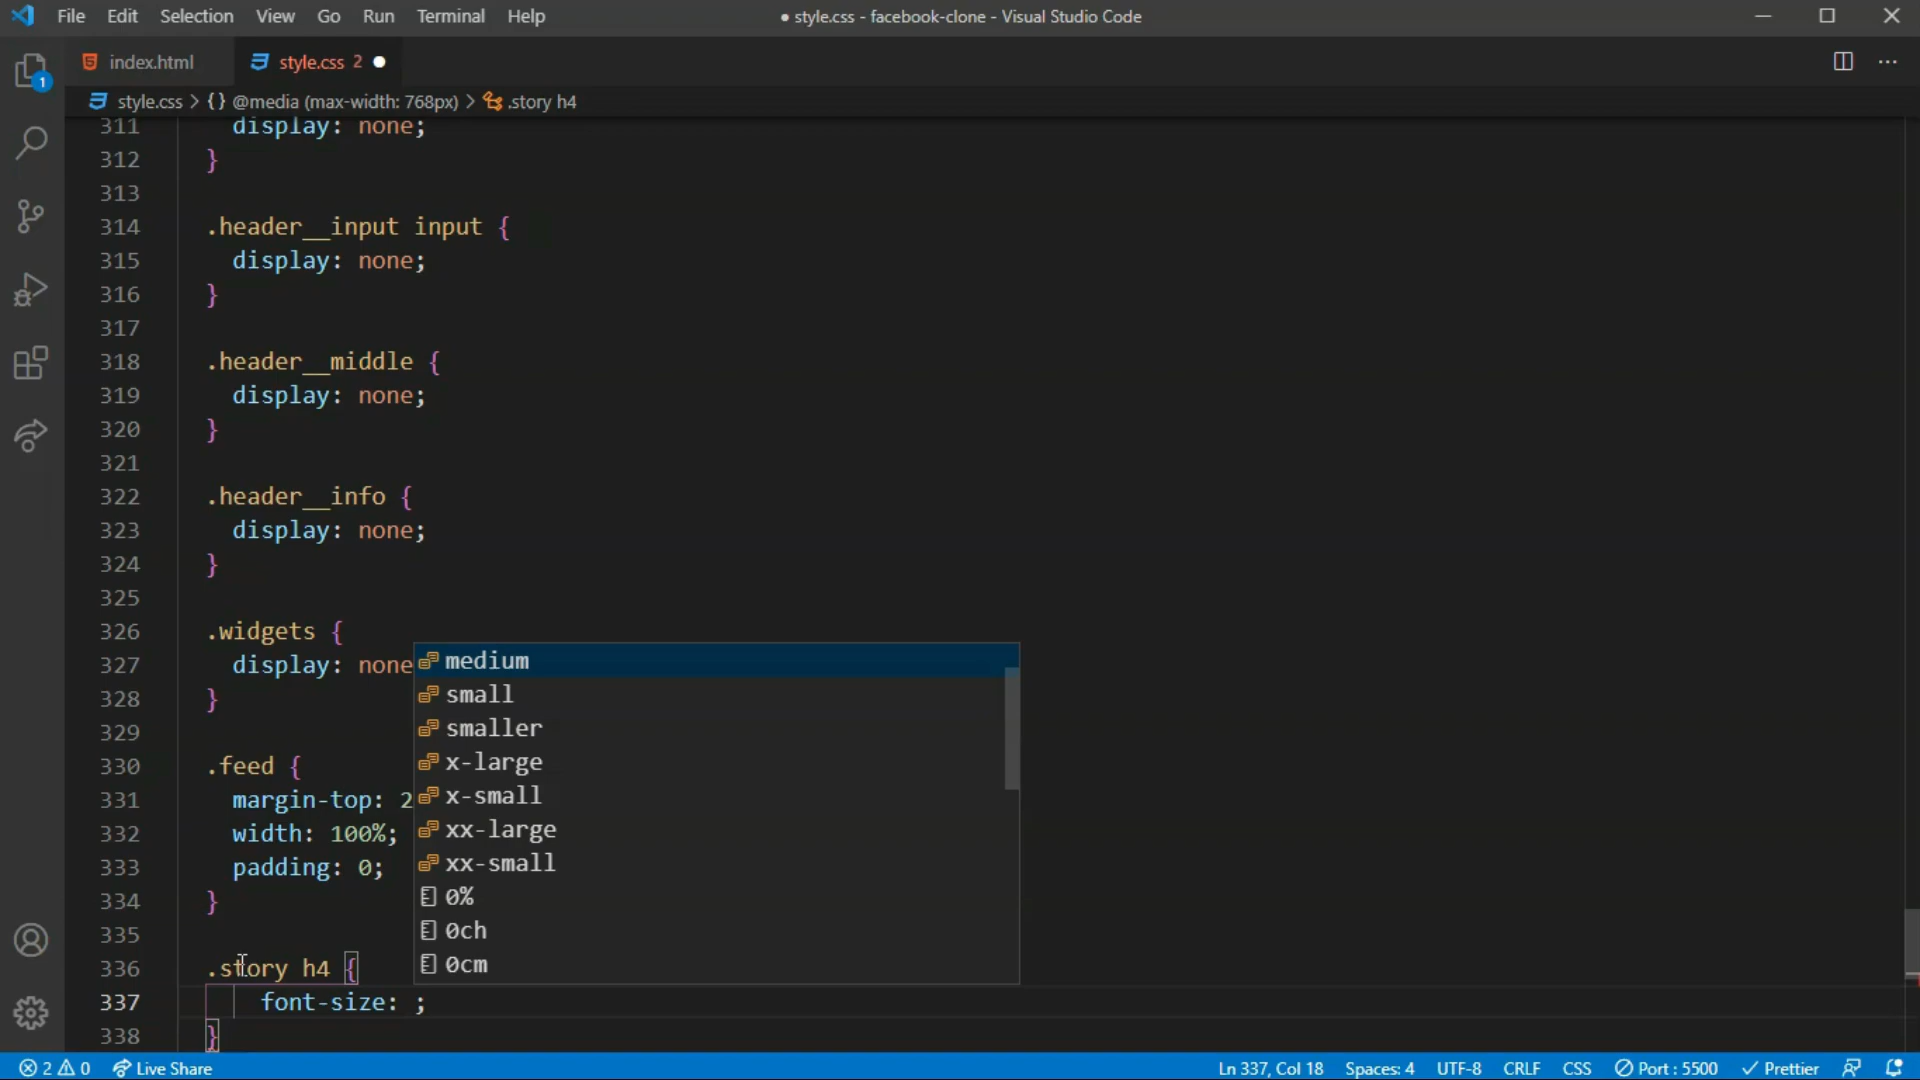 File Edit Selection View Go Run Terminal Help ● style.css - facebook-clone - Visual Studio Code
index.html style.css 2
style.css > {} @media (max-width: 768px) > .story h4
311 display: none;
312 }
313
314 .header__input input {
315 display: none;
316 }
317
318 .header__middle {
319 display: none;
320 }
321
322 .header__info {
323 display: none;
324 }
325
326 .widgets {
327 display: none
328 }
329
330 .feed {
331 margin-top: 2
332 width: 100%;
333 padding: 0;
334 }
335
336 .story h4 {
337 font-size: ;
338 }
medium
small
smaller
x-large
x-small
xx-large
xx-small
0%
0ch
0cm
1
2 0 Live Share Ln 337, Col 18 Spaces: 4 UTF-8 CRLF CSS Port : 5500 Prettier